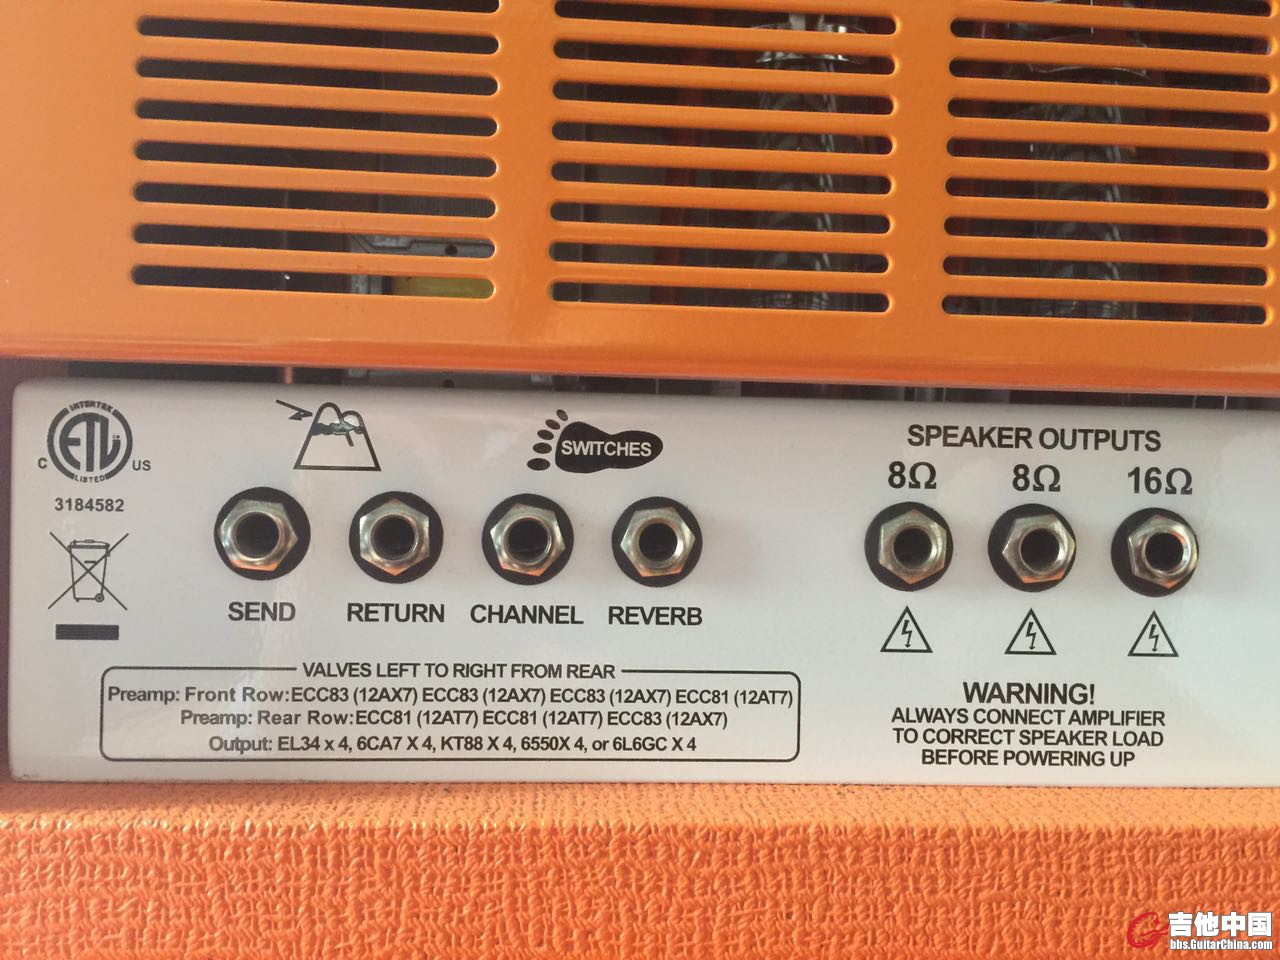 INTERTEK
ETL
C US
LISTED
3184582
SWITCHES
SEND RETURN CHANNEL REVERB
SPEAKER OUTPUTS
8Ω 8Ω 16Ω
VALVES LEFT TO RIGHT FROM REAR
Preamp: Front Row:ECC83 (12AX7) ECC83 (12AX7) ECC83 (12AX7) ECC81 (12AT7)
Preamp: Rear Row:ECC81 (12AT7) ECC81 (12AT7) ECC83 (12AX7)
Output: EL34 x 4, 6CA7 X 4, KT88 X 4, 6550X 4, or 6L6GC X 4
WARNING!
ALWAYS CONNECT AMPLIFIER
TO CORRECT SPEAKER LOAD
BEFORE POWERING UP
吉他中国
bbs.GuitarChina.com